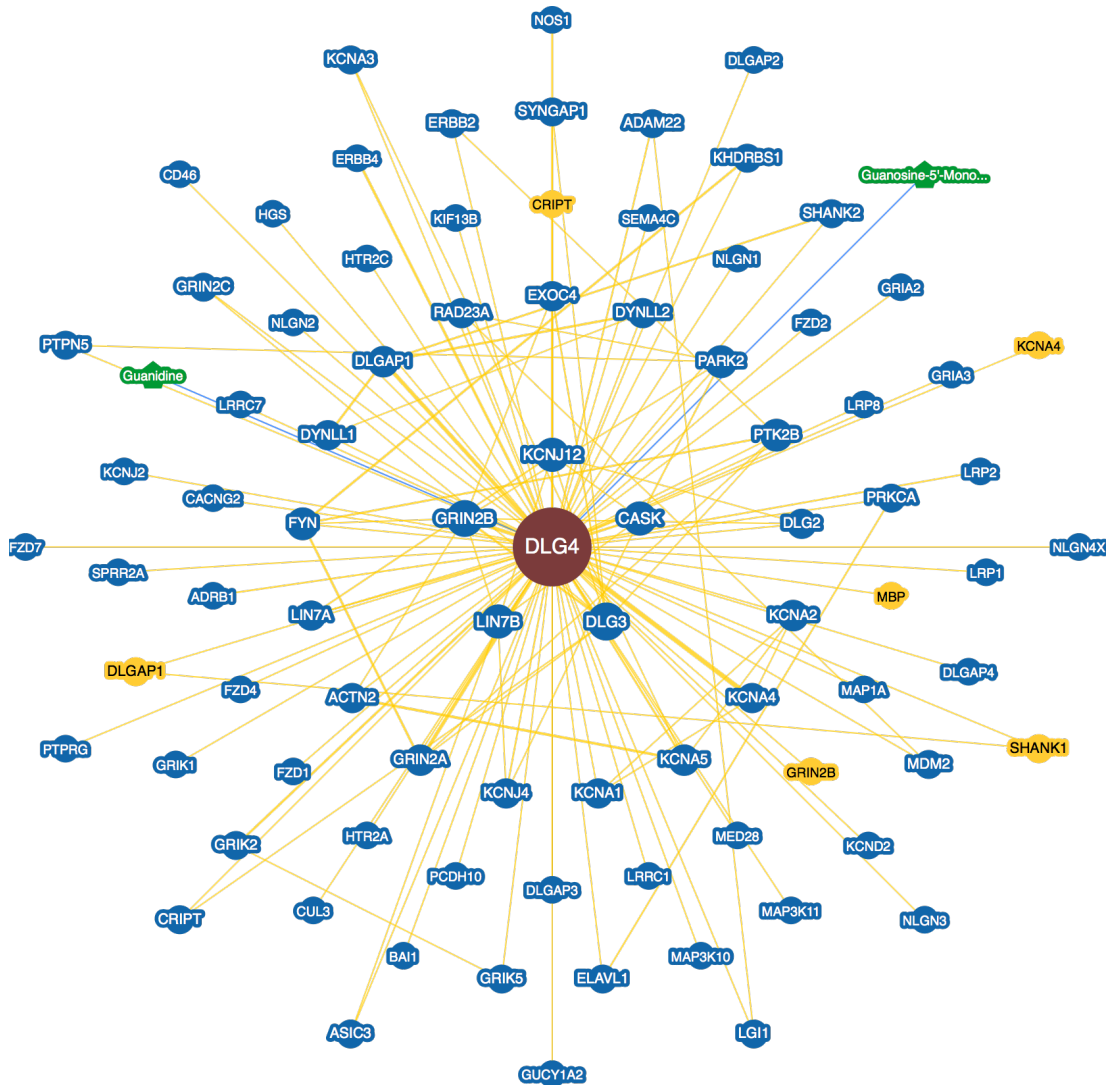 NOS1
KCNA3
DLGAP2
SYNGAP1
ERBB2
ADAM22
ERBB4
KHDRBS1
CD46
Guanosine-5'-Mono...
CRIPT
HGS
KIF13B
SEMA4C
SHANK2
HTR2C
NLGN1
GRIN2C
EXOC4
GRIA2
RAD23A
DYNLL2
NLGN2
FZD2
PTPN5
KCNA4
DLGAP1
PARK2
Guanidine
GRIA3
LRRC7
LRP8
DYNLL1
PTK2B
KCNJ12
KCNJ2
LRP2
CACNG2
PRKCA
FYN
GRIN2B
CASK
DLG2
DLG4
FZD7
NLGN4X
SPRR2A
LRP1
ADRB1
MBP
LIN7A
LIN7B
DLG3
KCNA2
DLGAP1
DLGAP4
FZD4
ACTN2
KCNA4
MAP1A
PTPRG
SHANK1
GRIK1
GRIN2A
KCNA5
MDM2
FZD1
GRIN2B
KCNJ4
KCNA1
GRIK2
HTR2A
MED28
KCND2
PCDH10
LRRC1
DLGAP3
CRIPT
CUL3
MAP3K11
NLGN3
BAI1
MAP3K10
GRIK5
ELAVL1
ASIC3
LGI1
GUCY1A2